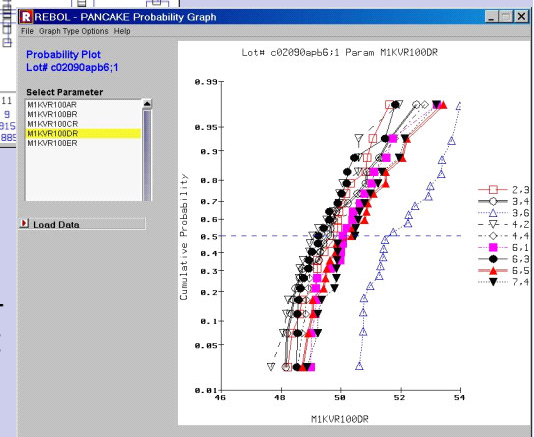 REBOL - PANCAKE Probability Graph
File Graph Type Options Help
Probability Plot
Lot# c02090apb6;1
Select Parameter
M1KVR100AR
M1KVR100BR
M1KVR100CR
M1KVR100DR
M1KVR100ER
Load Data
Lot# c02090apb6;1 Param M1KVR100DR
Cumulative Probability
0.99
0.95
0.9
0.8
0.7
0.6
0.5
0.4
0.3
0.2
0.1
0.05
0.01
46 48 50 52 54
M1KVR100DR
2,3
3,4
3,6
4,2
4,4
6,1
6,3
6,5
7,4
11
9